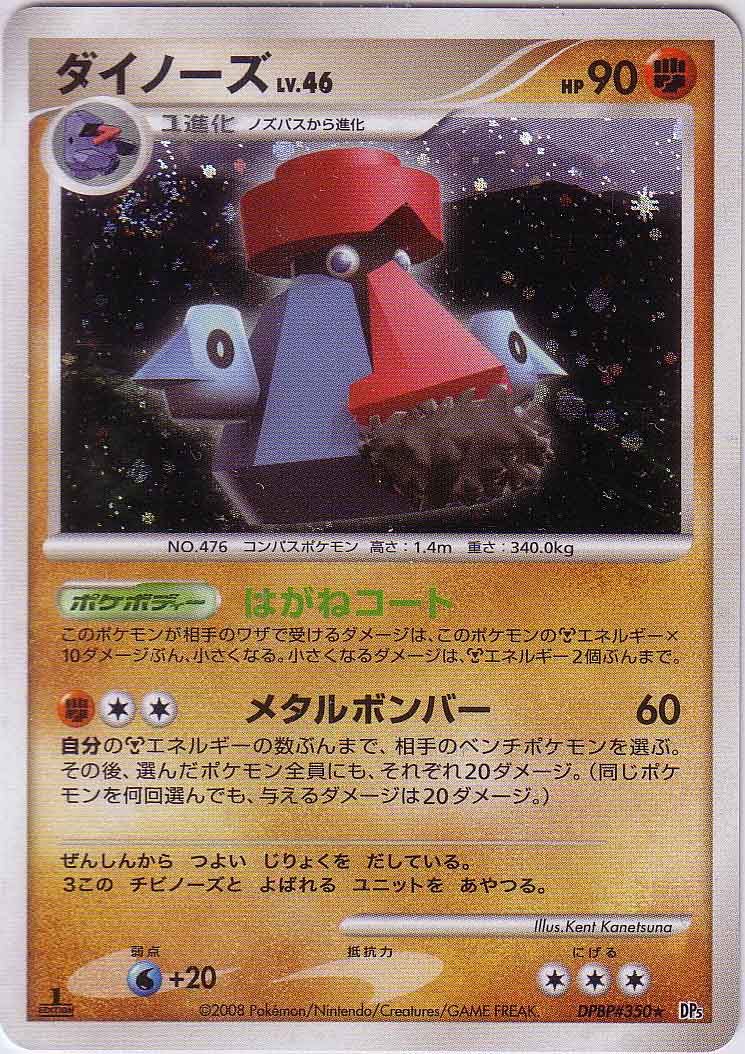 ダイノーズ LV.46 HP 90
1進化 ノズパスから進化
NO.476 コンパスポケモン 高さ：1.4m 重さ：340.0kg
ポケボディー はがねコート
このポケモンが相手のワザで受けるダメージは、このポケモンのエネルギー×
10ダメージぶん、小さくなる。小さくなるダメージは、エネルギー2個ぶんまで。
メタルボンバー 60
自分のエネルギーの数ぶんまで、相手のベンチポケモンを選ぶ。
その後、選んだポケモン全員にも、それぞれ20ダメージ。（同じポケ
モンを何回選んでも、与えるダメージは20ダメージ。）
ぜんしんから つよい じりょくを だしている。
3この チビノーズと よばれる ユニットを あやつる。
Illus.Kent Kanetsuna
弱点 抵抗力 にげる
+20
1 EDITION ©2008 Pokémon/Nintendo/Creatures/GAME FREAK. DPBP#350★ DP5